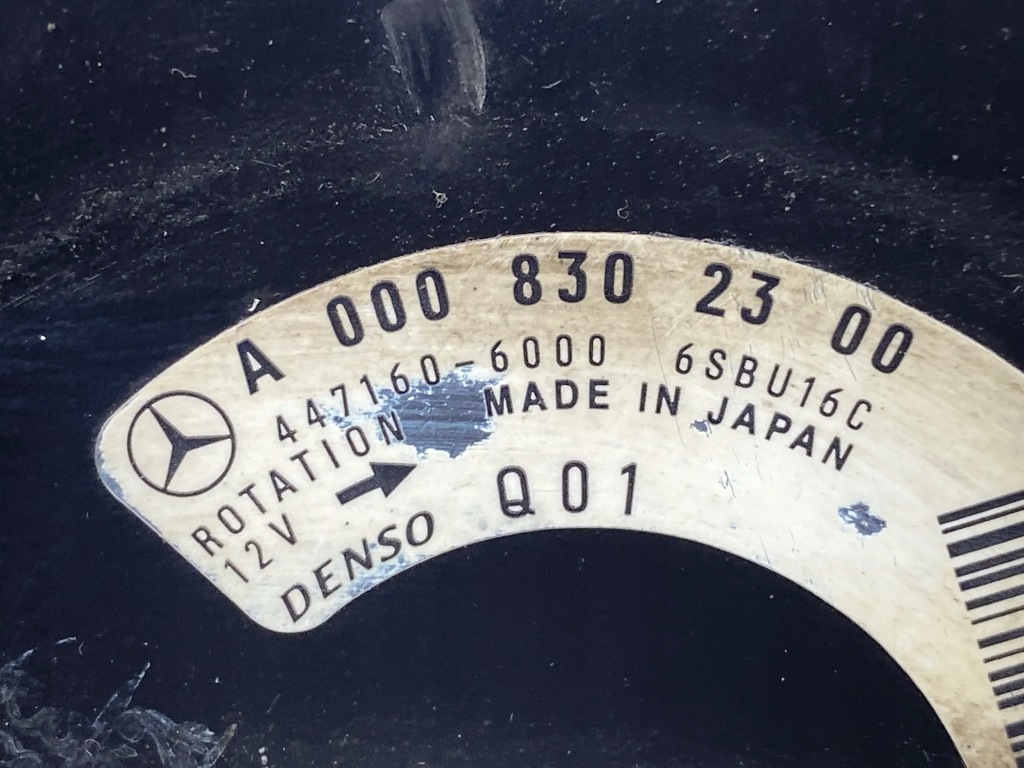 A 000 830 23 00
447160-6000 6SBU16C
ROTATION MADE IN JAPAN
12V
DENSO Q01